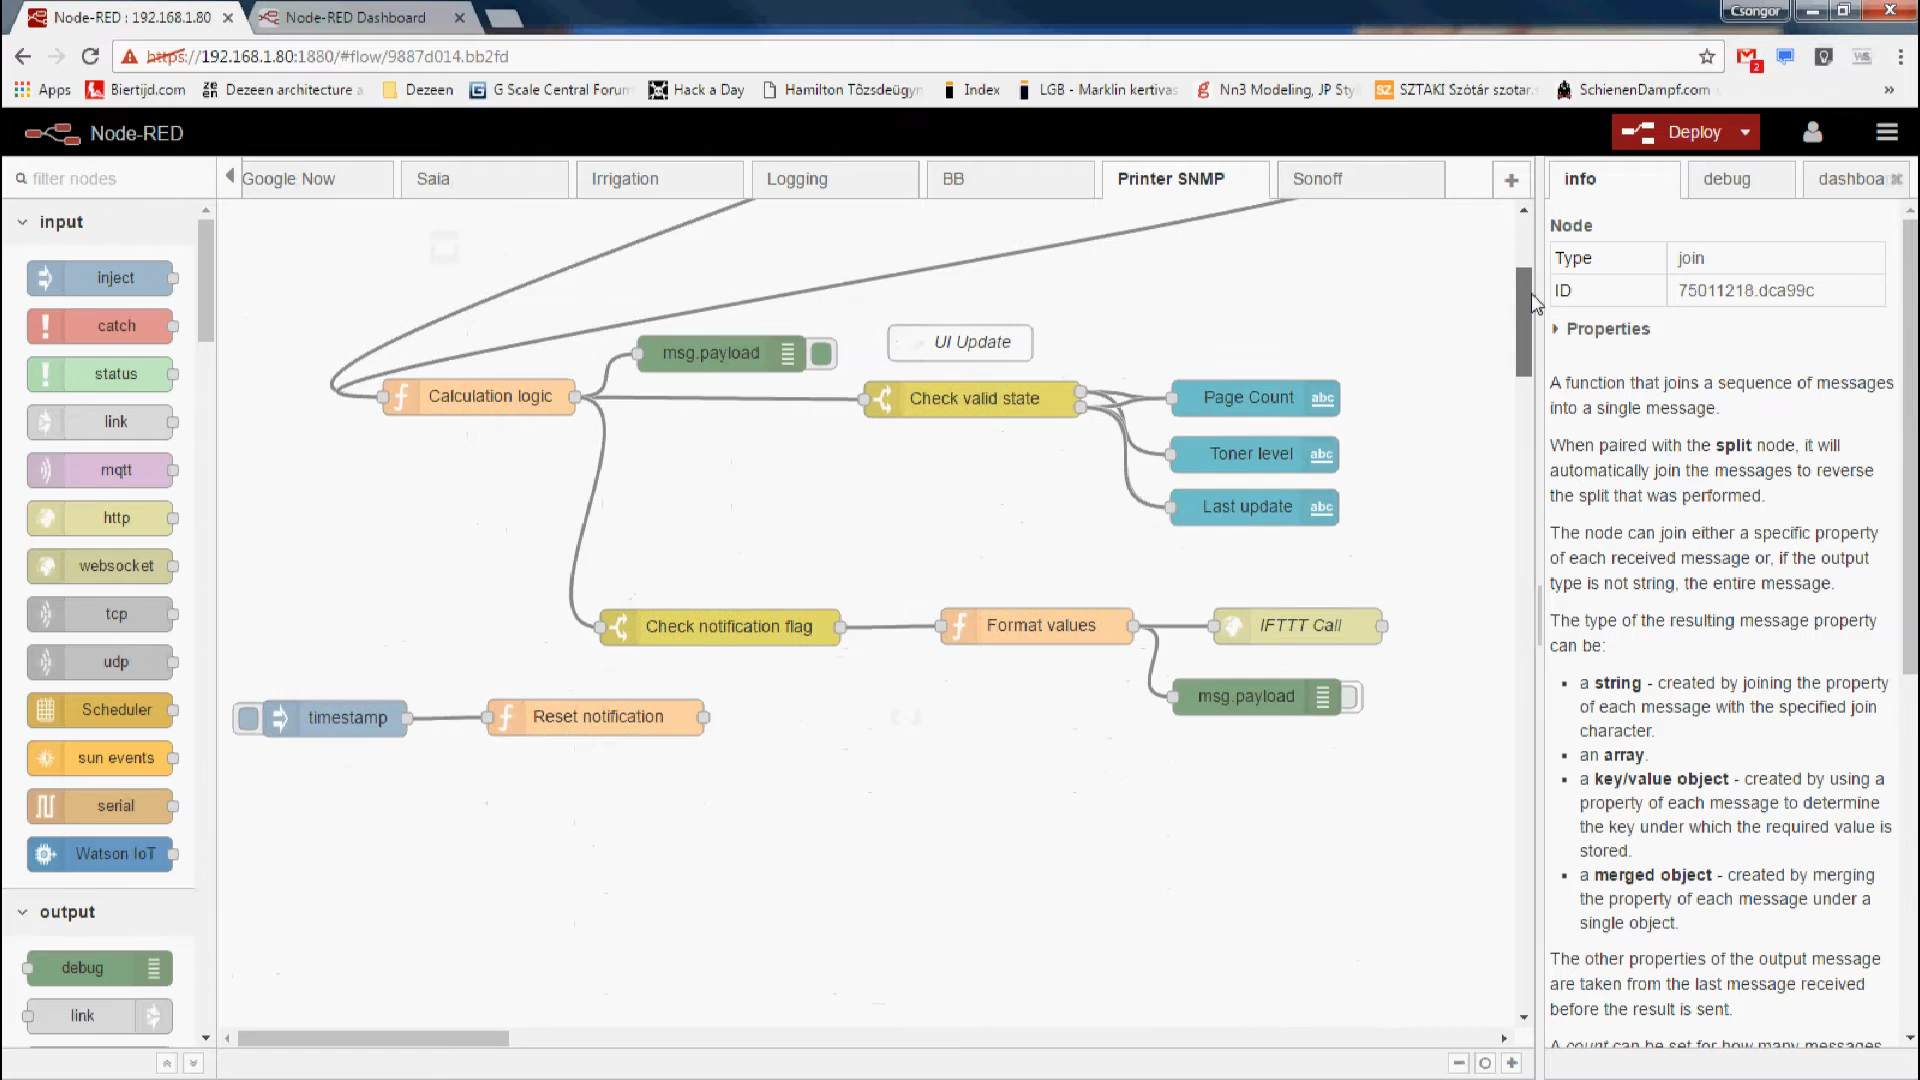 Node-RED : 192.168.1.80
Node-RED Dashboard
Csongor
https://192.168.1.80:1880/#flow/9887d014.bb2fd
2
Apps
Biertijd.com
Dezeen architecture a
Dezeen
G Scale Central Forum
Hack a Day
Hamilton Tőzsdeügyn
Index
LGB - Marklin kertivas
Nn3 Modeling, JP Sty
SZTAKI Szótár szotar.
SchienenDampf.com
»
Node-RED
Deploy
filter nodes
Google Now
Saia
Irrigation
Logging
BB
Printer SNMP
Sonoff
+
info
debug
dashboa
input
inject
catch
status
link
mqtt
http
websocket
tcp
udp
Scheduler
sun events
serial
Watson IoT
output
debug
link
msg.payload
UI Update
Calculation logic
Check valid state
Page Count abc
Toner level abc
Last update abc
Check notification flag
Format values
IFTTT Call
msg.payload
timestamp
Reset notification
Node
Type join
ID 75011218.dca99c
Properties
A function that joins a sequence of messages
into a single message.
When paired with the split node, it will
automatically join the messages to reverse
the split that was performed.
The node can join either a specific property
of each received message or, if the output
type is not string, the entire message.
The type of the resulting message property
can be:
a string - created by joining the property
of each message with the specified join
character.
an array.
a key/value object - created by using a
property of each message to determine
the key under which the required value is
stored.
a merged object - created by merging
the property of each message under a
single object.
The other properties of the output message
are taken from the last message received
before the result is sent.
A count can be set for how many messages